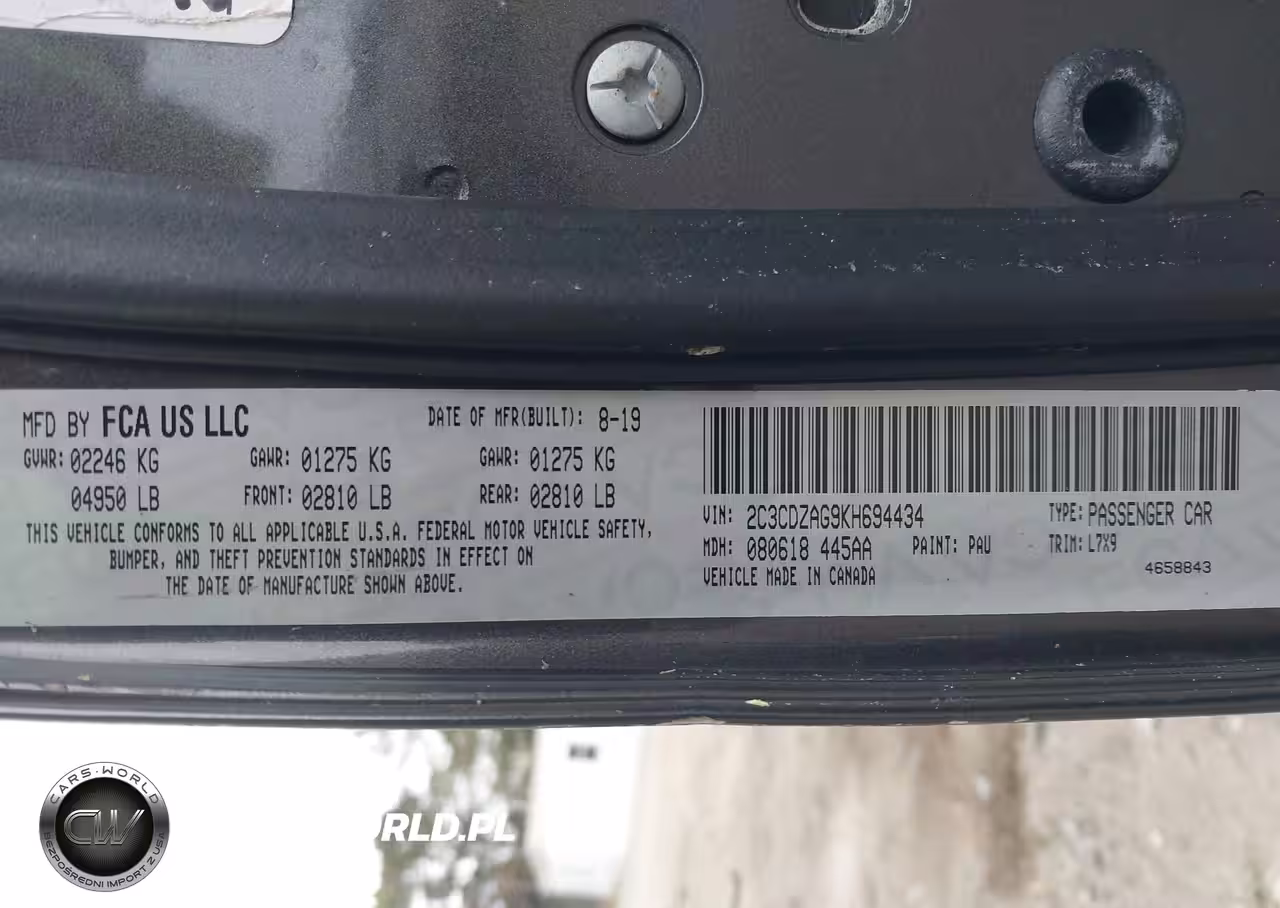 MFD BY FCA US LLC
DATE OF MFR(BUILT): 8-19
GVWR: 02246 KG GAWR: 01275 KG GAWR: 01275 KG
04950 LB FRONT: 02810 LB REAR: 02810 LB
THIS VEHICLE CONFORMS TO ALL APPLICABLE U.S.A. FEDERAL MOTOR VEHICLE SAFETY,
BUMPER, AND THEFT PREVENTION STANDARDS IN EFFECT ON
THE DATE OF MANUFACTURE SHOWN ABOVE.
VIN: 2C3CDZAG9KH694434 TYPE: PASSENGER CAR
MDH: 080618 445AA PAINT: PAU TRIM: L7X9
VEHICLE MADE IN CANADA 4658843
CARS-WORLD
CW
BEZPOŚREDNI IMPORT Z USA
ORLD.PL